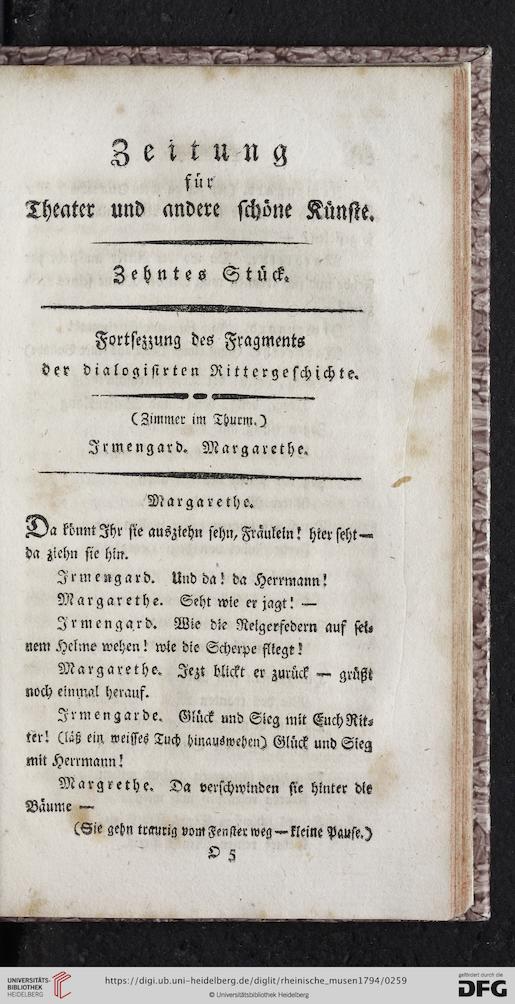 Zeitung
für
Theater und andere schöne Künste.
Zehntes Stück.
Fortsezzung des Fragments
der dialogisirten Rittergeschichte.
(Zimmer im Thurm.)
Irmengard. Margarethe.
Margarethe.
Da könnt Ihr sie ausziehn sehn, Fräulein! hier seht —
da ziehn sie hin.
Irmengard. Und da! da Herrmann!
Margarethe. Seht wie er jagt! —
Irmengard. Wie die Reigerfedern auf sei-
nem Helme wehen! wie die Scherpe fliegt!
Margarethe. Jezt blickt er zurück — grüßt
noch einmal herauf.
Irmengarde. Glück und Sieg mit Euch Rit-
ter! (läß ein weisses Tuch hinauswehen) Glück und Sieg
mit Herrmann!
Margrethe. Da verschwinden sie hinter die
Bäume —
(Sie gehn traurig vom Fenster weg — kleine Pause.)
D 5
UNIVERSITÄTS-
BIBLIOTHEK
HEIDELBERG
https://digi.ub.uni-heidelberg.de/diglit/rheinische_musen1794/0259
© Universitätsbibliothek Heidelberg
gefördert durch die
DFG